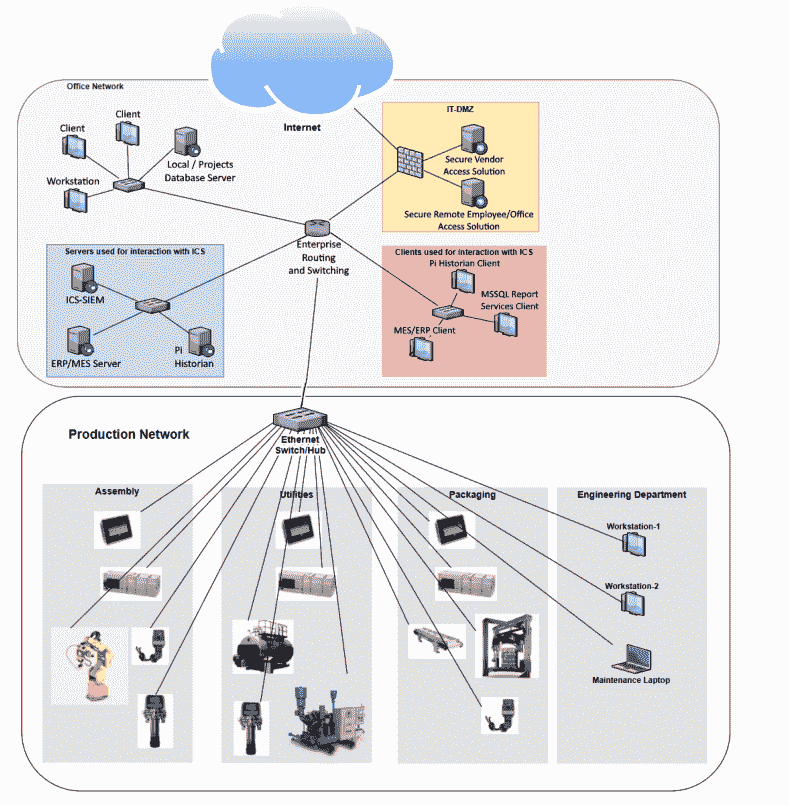 Office Network
Internet
Client
Client
Workstation
Local / Projects
Database Server
IT-DMZ
Secure Vendor
Access Solution
Secure Remote Employee/Office
Access Solution
Enterprise
Routing
and Switching
Servers used for interaction with ICS
ICS-SIEM
ERP/MES Server
Pi
Historian
Clients used for interaction with ICS
Pi Historian Client
MSSQL Report
Services Client
MES/ERP Client
Production Network
Ethernet
Switch/Hub
Assembly
Utilities
Packaging
Engineering Department
Workstation-1
Workstation-2
Maintenance Laptop